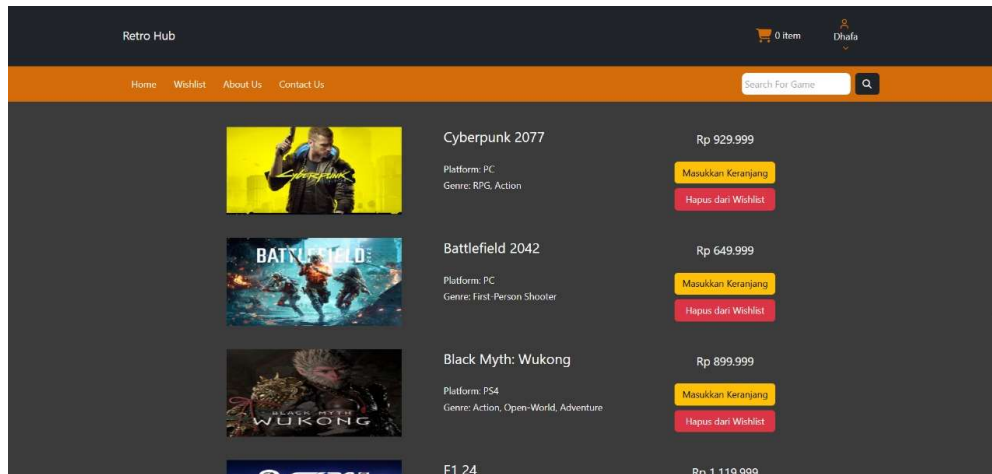 Retro Hub
0 item
Dhafa
Home Wishlist About Us Contact Us
Search For Game
CYBERPUNK
Cyberpunk 2077
Platform: PC
Genre: RPG, Action
Rp 929.999
Masukkan Keranjang
Hapus dari Wishlist
BATTLEFIELD 2042
Battlefield 2042
Platform: PC
Genre: First-Person Shooter
Rp 649.999
Masukkan Keranjang
Hapus dari Wishlist
BLACK MYTH
WUKONG
Black Myth: Wukong
Platform: PS4
Genre: Action, Open-World, Adventure
Rp 899.999
Masukkan Keranjang
Hapus dari Wishlist
F1 24
Rp 1.119.999